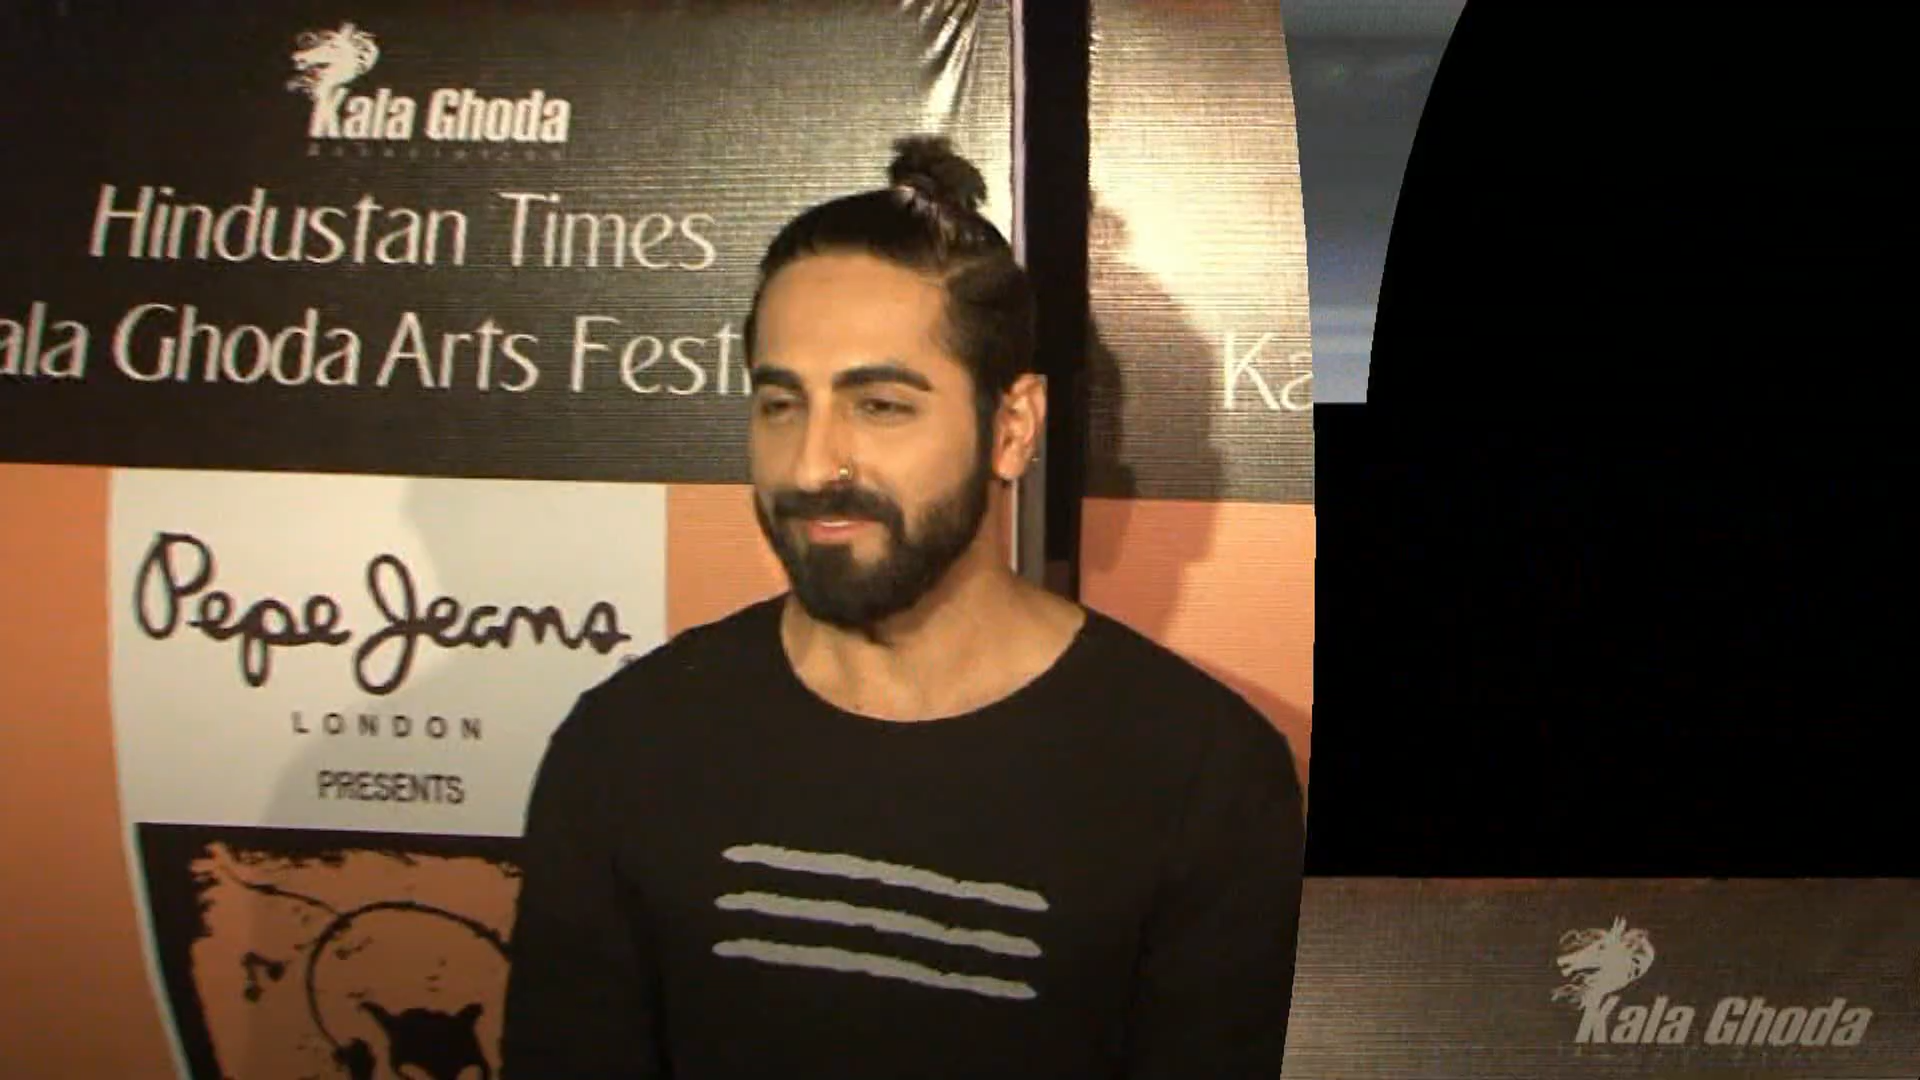 Kala Ghoda
Hindustan Times
ala Ghoda Arts Festi
Pepe Jeans
LONDON
PRESENTS
Ka
Kala Ghoda